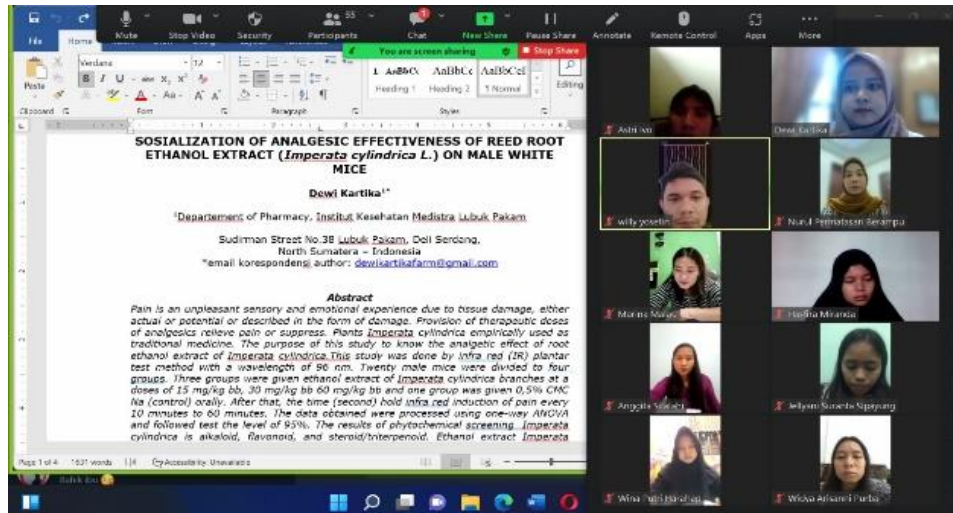 55
1
Mute
Stop Video
Security
Participants
Chat
New Share
Pause Share
Annotate
Remote Control
Apps
More
You are screen sharing
Stop Share
File
Home
Paste
Verdana
12
Clipboard
Font
Paragraph
Styles
Heading 1
Heading 2
1 Normal
Editing
SOSIALIZATION OF ANALGESIC EFFECTIVENESS OF REED ROOT
ETHANOL EXTRACT (Imperata cylindrica L.) ON MALE WHITE
MICE
Dewi Kartika1*
1Departement of Pharmacy, Institut Kesehatan Medistra Lubuk Pakam
Sudirman Street No.38 Lubuk Pakam, Deli Serdang,
North Sumatera – Indonesia
*email korespondensi author: dewikartikafarm@gmail.com
Abstract
Pain is an unpleasant sensory and emotional experience due to tissue damage, either
actual or potential or described in the form of damage. Provision of therapeutic doses
of analgesics relieve pain or suppress. Plants Imperata cylindrica empirically used as
traditional medicine. The purpose of this study to know the analgetic effect of root
ethanol extract of Imperata cylindrica.This study was done by infra red (IR) plantar
test method with a wavelength of 96 nm. Twenty male mice were divided to four
groups. Three groups were given ethanol extract of Imperata cylindrica branches at a
doses of 15 mg/kg bb, 30 mg/kg bb 60 mg/kg bb and one group was given 0,5% CMC
Na (control) orally. After that, the time (second) hold infra red induction of pain every
10 minutes to 60 minutes. The data obtained were processed using one-way ANOVA
and followed test the level of 95%. The results of phytochemical screening Imperata
cylindrica is alkaloid, flavonoid, and steroid/triterpenoid. Ethanol extract Imperata
Page 1 of 4
1631 words
Accessibility: Unavailable
Astri Ivo
Dewi Kartika
willy yosefin
Nurul Permatasari Berampu
Marina Malau
Hasfira Miranda
Anggita
Jellyani Suranta Sipayung
Wina Putri Harahap
Widya Arisanni Purba